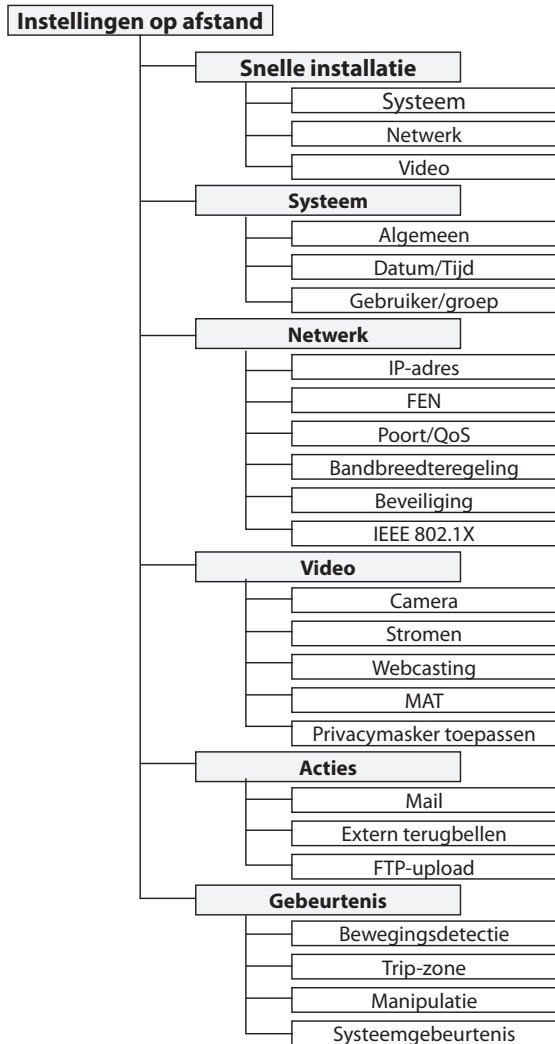 Instellingen op afstand
Snelle installatie
Systeem
Netwerk
Video
Systeem
Algemeen
Datum/Tijd
Gebruiker/groep
Netwerk
IP-adres
FEN
Poort/QoS
Bandbreedteregeling
Beveiliging
IEEE 802.1X
Video
Camera
Stromen
Webcasting
MAT
Privacymasker toepassen
Acties
Mail
Extern terugbellen
FTP-upload
Gebeurtenis
Bewegingsdetectie
Trip-zone
Manipulatie
Systeemgebeurtenis